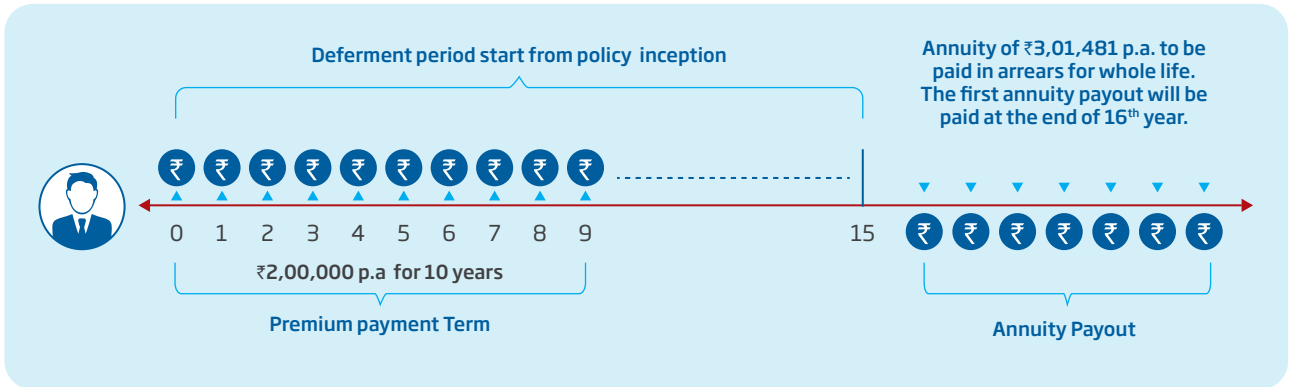 Deferment period start from policy inception
Annuity of ₹3,01,481 p.a. to be
paid in arrears for whole life.
The first annuity payout will be
paid at the end of 16th year.
₹ ₹ ₹ ₹ ₹ ₹ ₹ ₹ ₹ ₹
0 1 2 3 4 5 6 7 8 9 15
₹ ₹ ₹ ₹ ₹ ₹ ₹
₹2,00,000 p.a for 10 years
Premium payment Term
Annuity Payout